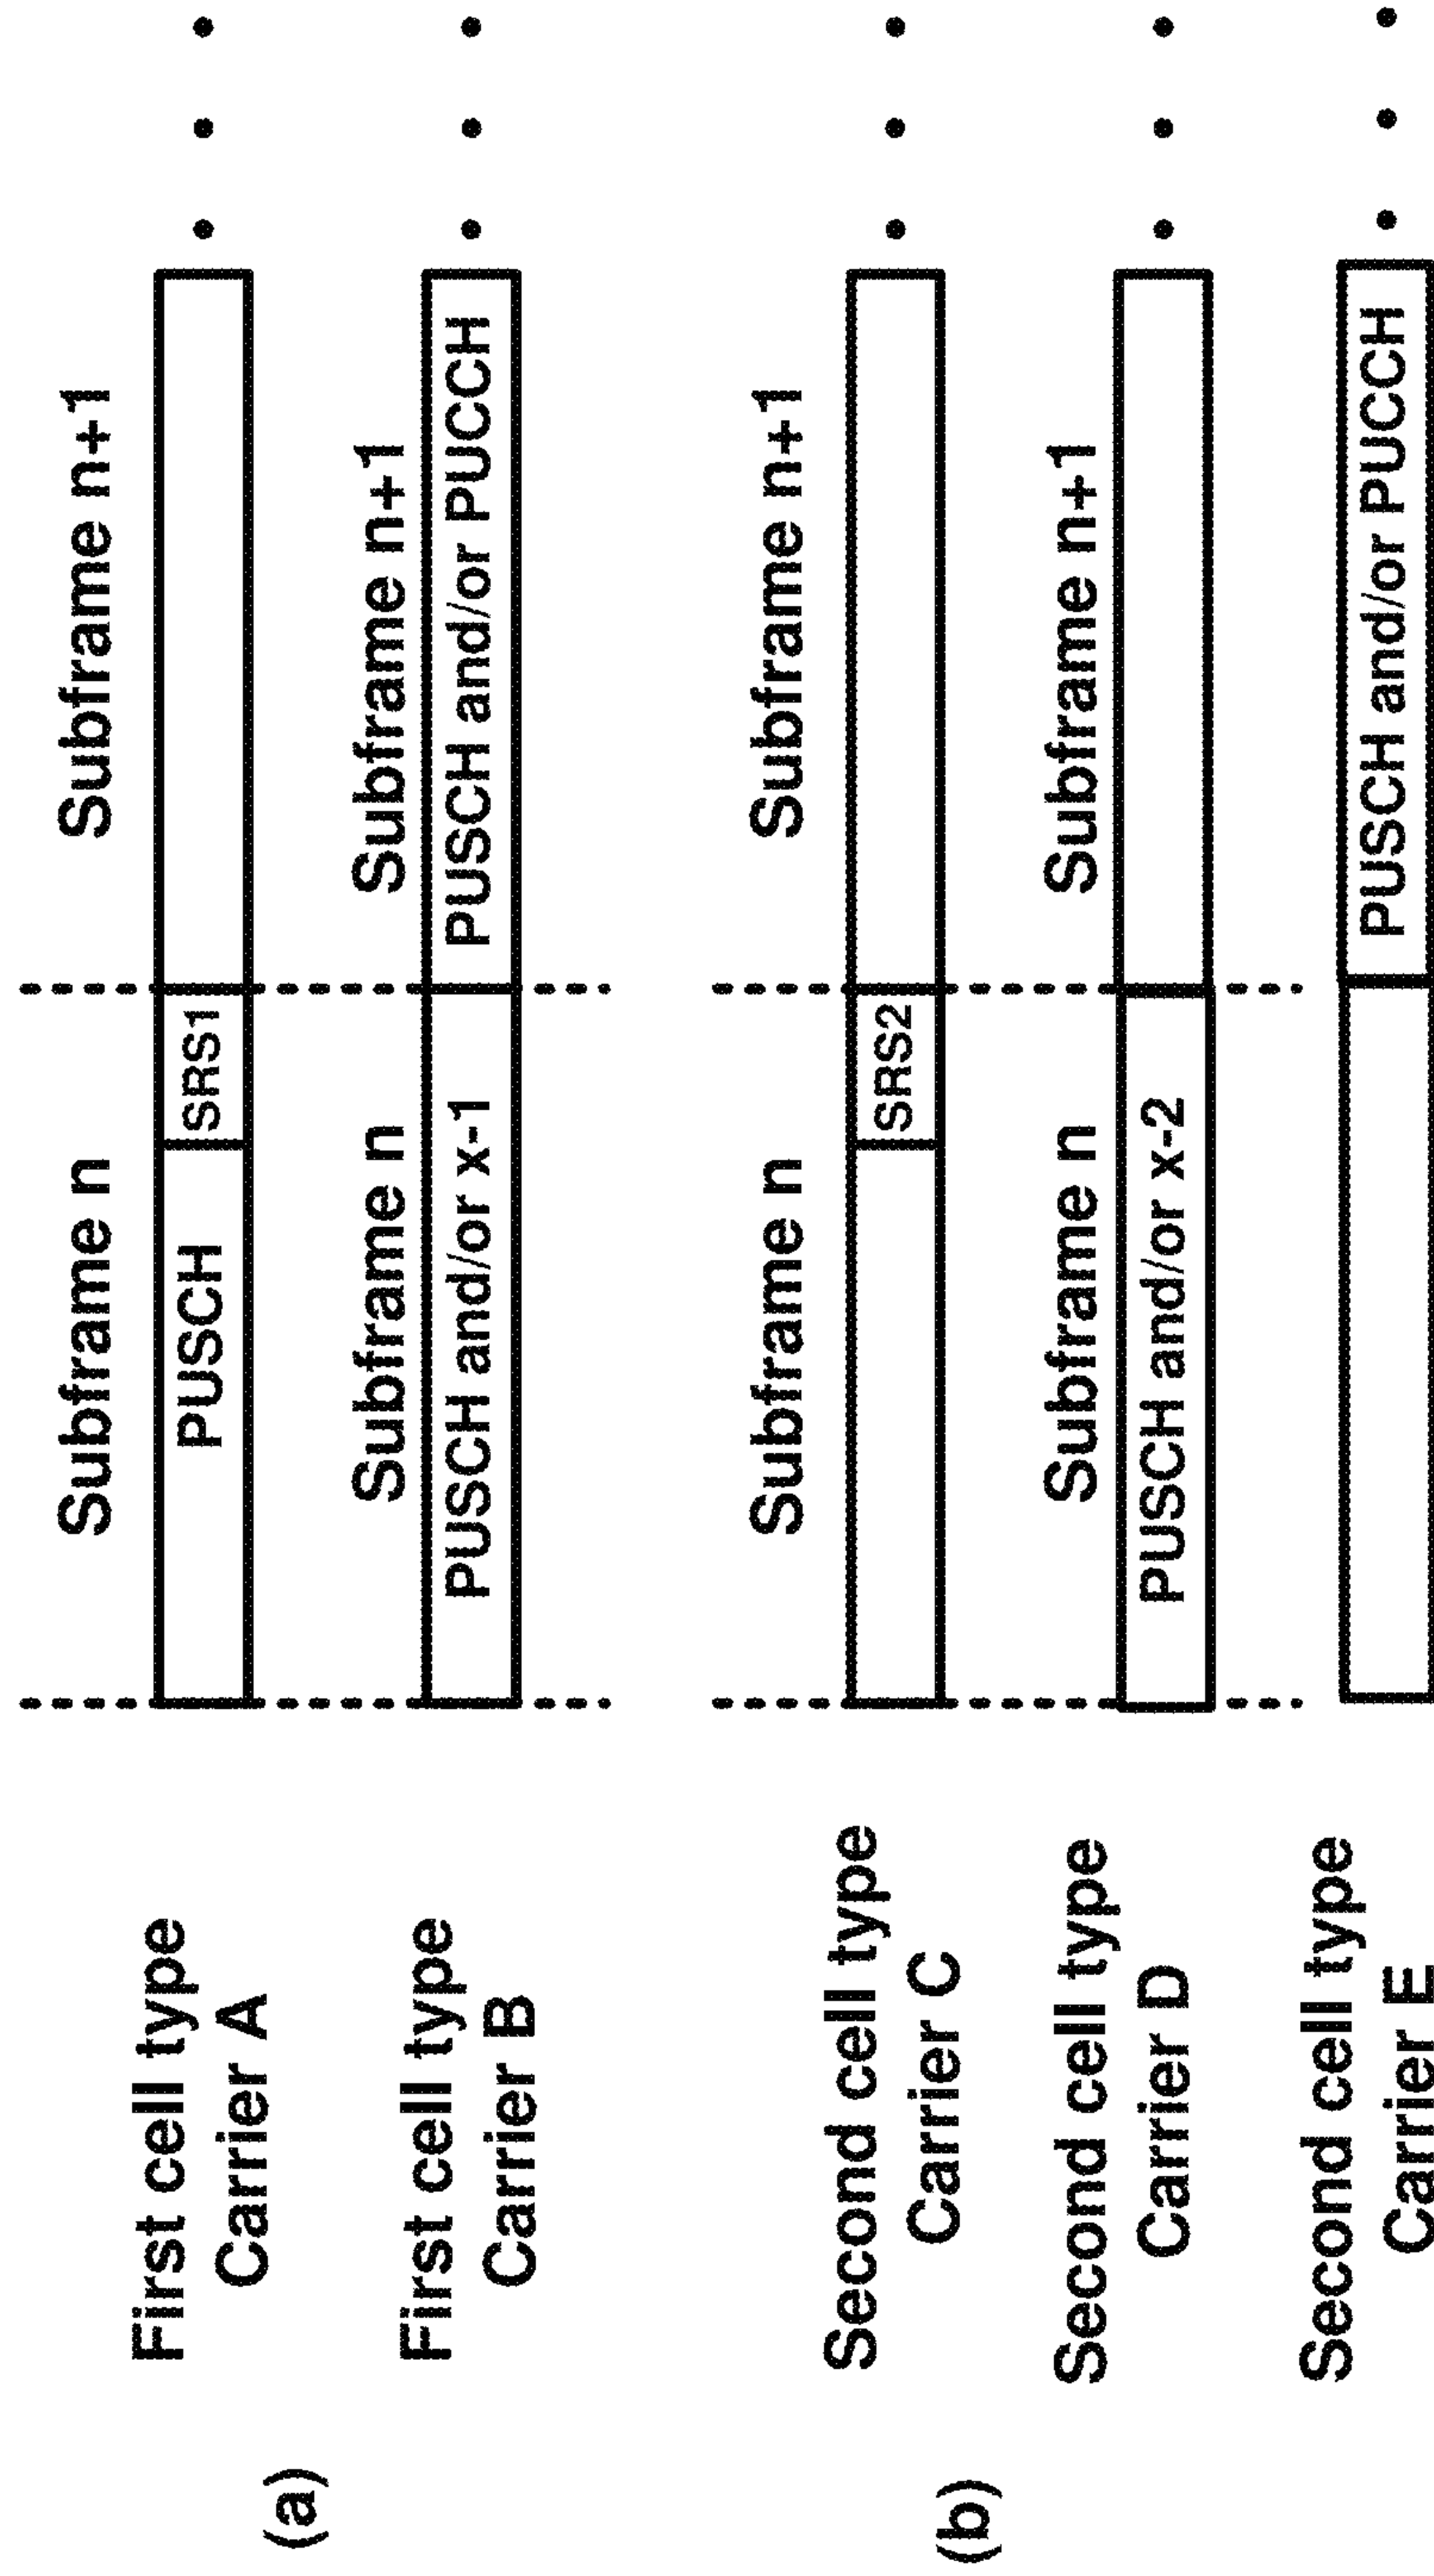 (a)
Subframe n
Subframe n+1
First cell type
Carrier A
PUSCH
SRS1
Subframe n
Subframe n+1
First cell type
Carrier B
PUSCH and/or x-1
PUSCH and/or PUCCH
(b)
Subframe n
Subframe n+1
Second cell type
Carrier C
SRS2
Subframe n
Subframe n+1
Second cell type
Carrier D
PUSCH and/or x-2
Second cell type
Carrier E
PUSCH and/or PUCCH